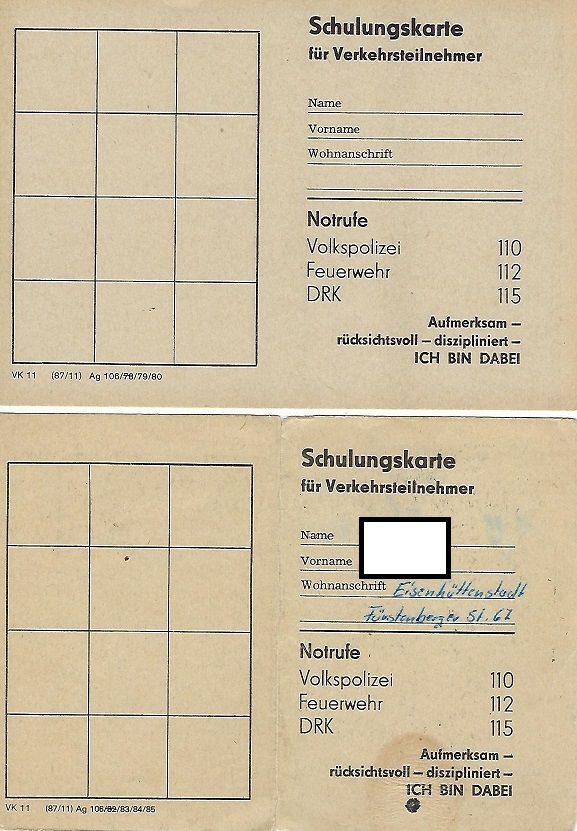 Schulungskarte
für Verkehrsteilnehmer
Name
Vorname
Wohnanschrift
Notrufe
Volkspolizei 110
Feuerwehr 112
DRK 115
Aufmerksam –
rücksichtsvoll – diszipliniert –
ICH BIN DABEI
VK 11 (87/11) Ag 106/78/79/80
Schulungskarte
für Verkehrsteilnehmer
Name
Vorname
Wohnanschrift Eisenhüttenstadt
Fürstenberger St. 62
Notrufe
Volkspolizei 110
Feuerwehr 112
DRK 115
Aufmerksam –
rücksichtsvoll – diszipliniert –
ICH BIN DABEI
VK 11 (87/11) Ag 106/82/83/84/85